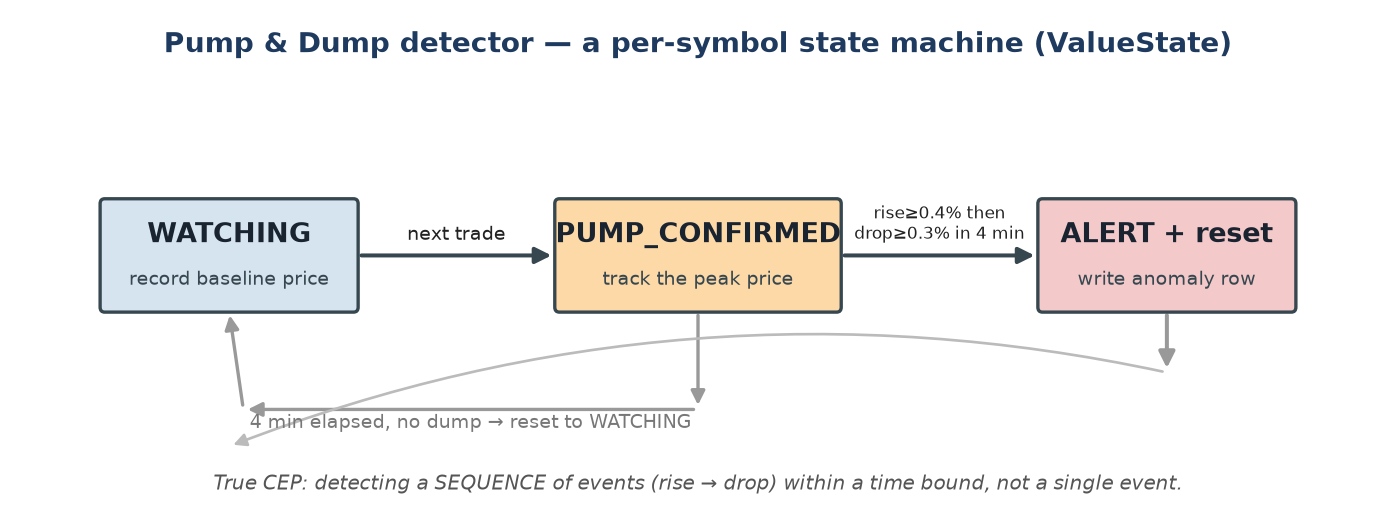 Pump & Dump detector — a per-symbol state machine (ValueState)
WATCHING
record baseline price
next trade
PUMP_CONFIRMED
track the peak price
rise≥0.4% then
drop≥0.3% in 4 min
ALERT + reset
write anomaly row
4 min elapsed, no dump → reset to WATCHING
True CEP: detecting a SEQUENCE of events (rise → drop) within a time bound, not a single event.